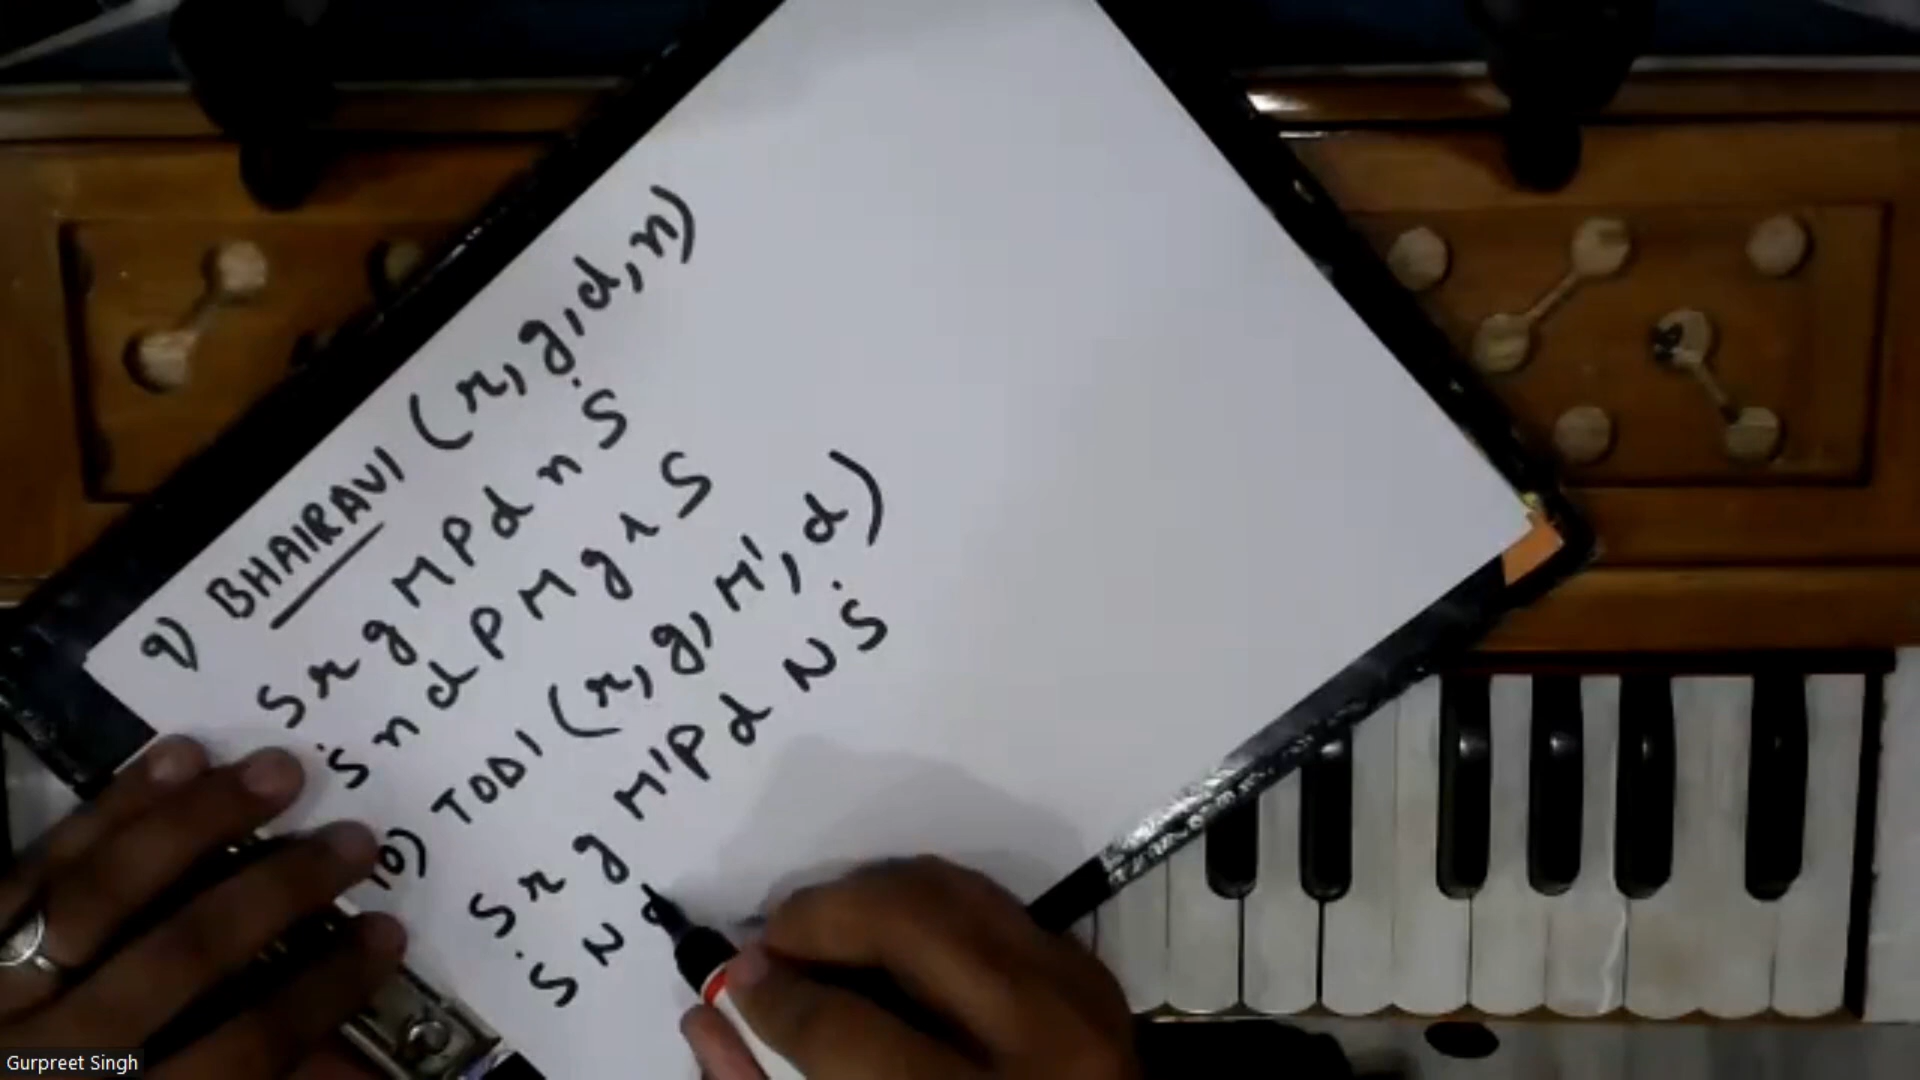 9) BHAIRAVI (r, g, d, n)
S r g M P d n Ṡ
Ṡ n d P M g r S
10) TODI (r, g, M', d)
S r g M'P d N Ṡ
Ṡ N d
Gurpreet Singh